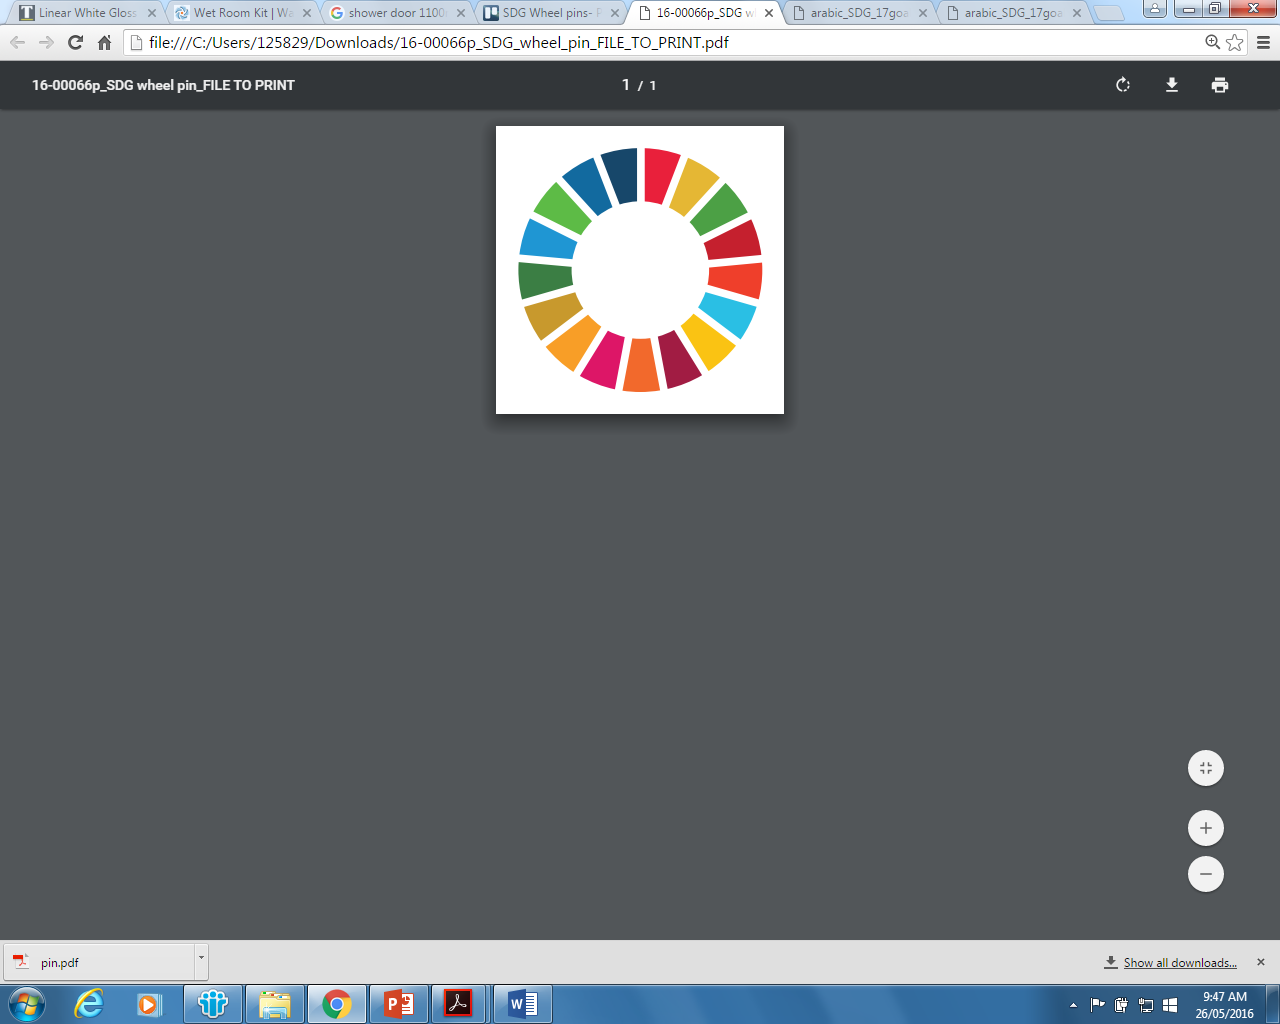 Linear White Gloss
Wet Room Kit | Wa
shower door 1100
SDG Wheel pins- P
16-00066p_SDG w
arabic_SDG_17goa
arabic_SDG_17goa
file:///C:/Users/125829/Downloads/16-00066p_SDG_wheel_pin_FILE_TO_PRINT.pdf
16-00066p_SDG wheel pin_FILE TO PRINT
1 / 1
pin.pdf
Show all downloads...
9:47 AM
26/05/2016